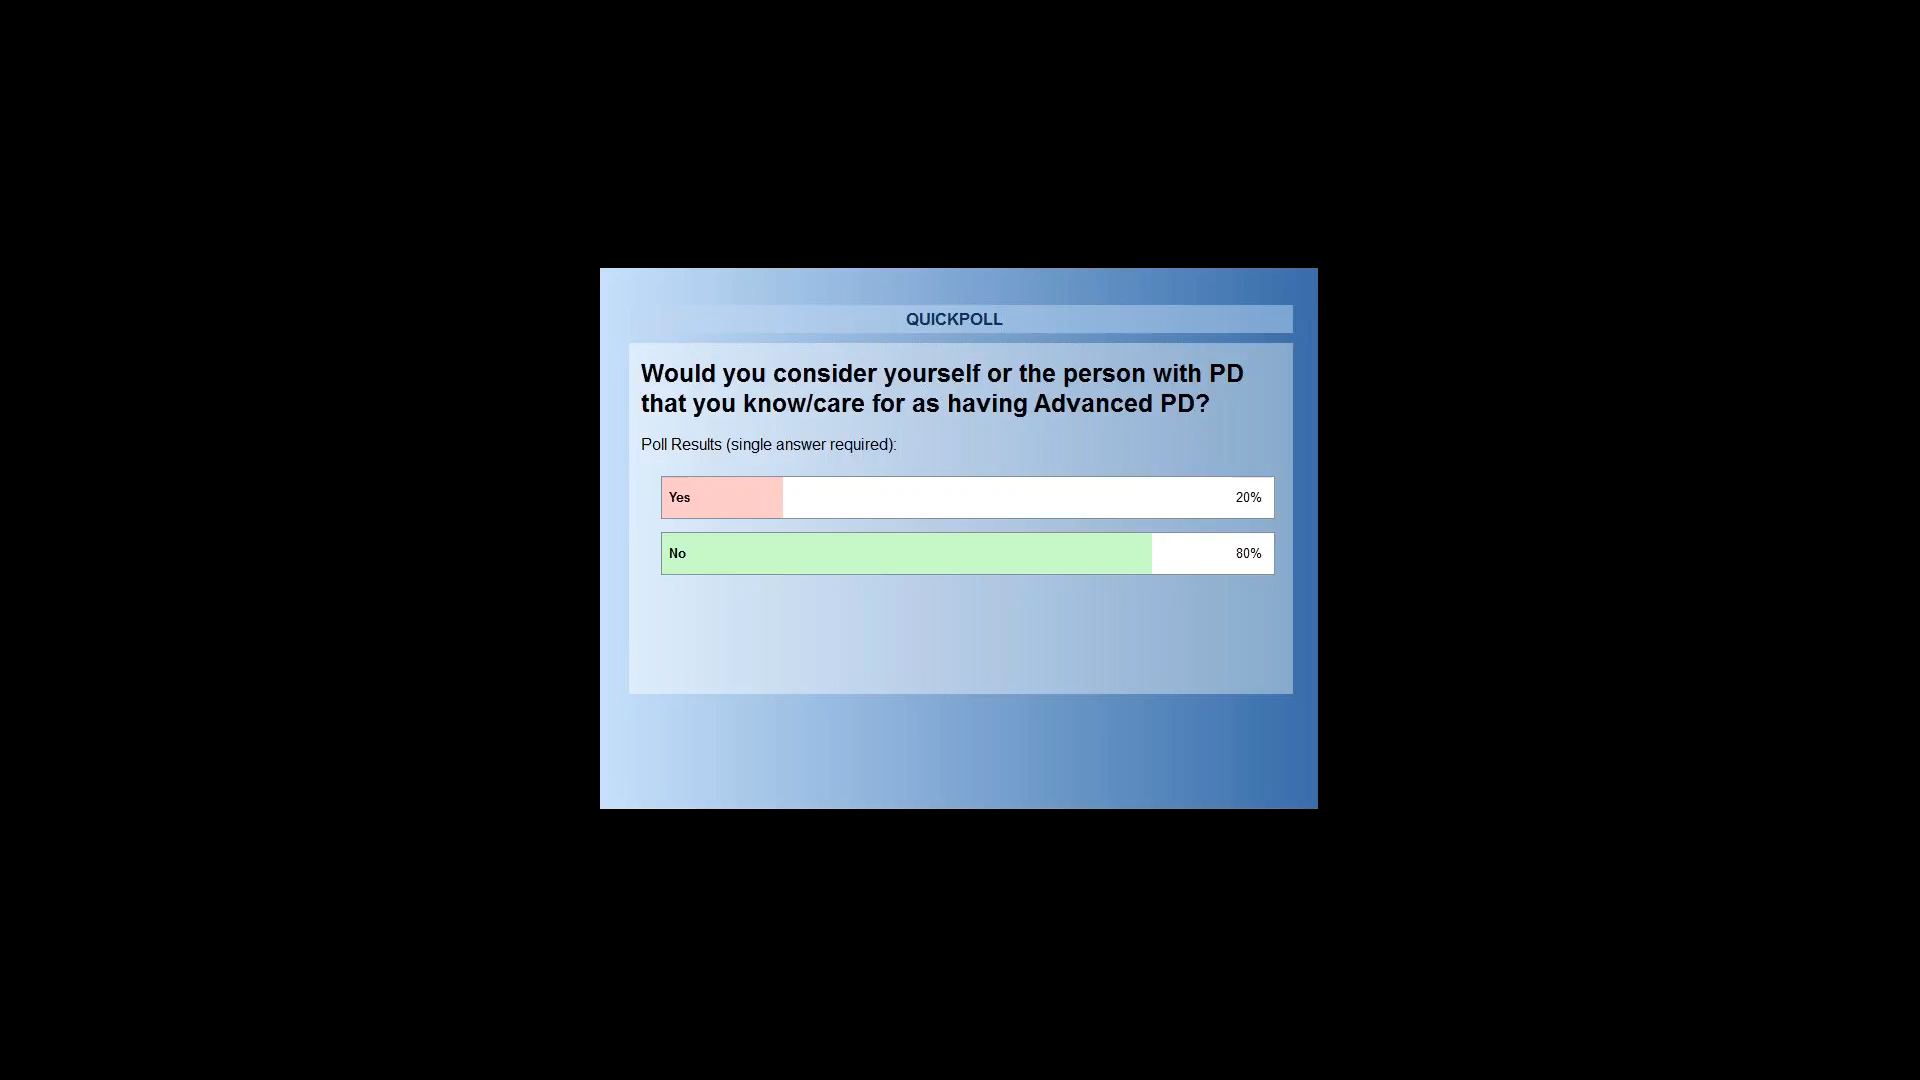 QUICKPOLL
Would you consider yourself or the person with PD
that you know/care for as having Advanced PD?
Poll Results (single answer required):
Yes 20%
No 80%